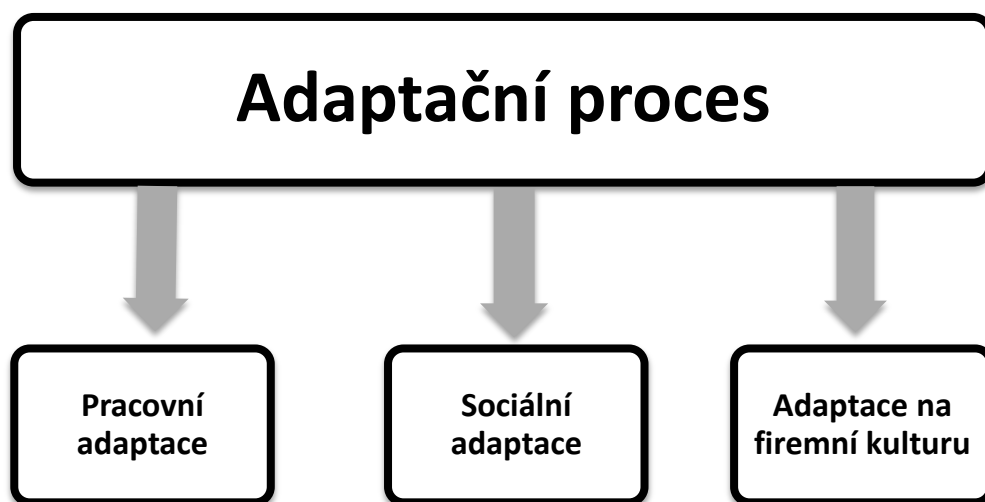 Adaptační proces
Pracovní
adaptace
Sociální
adaptace
Adaptace na
firemní kulturu